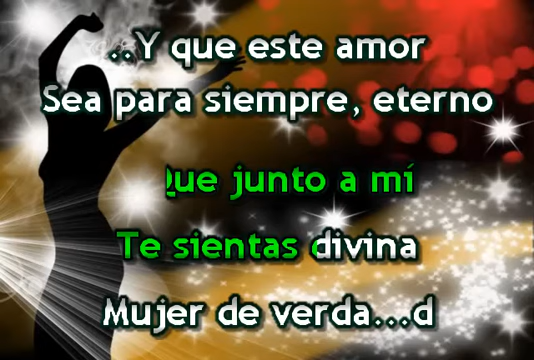 ..Y que este amor
Sea para siempre, eterno
Que junto a mí
Te sientas divina
Mujer de verda...d